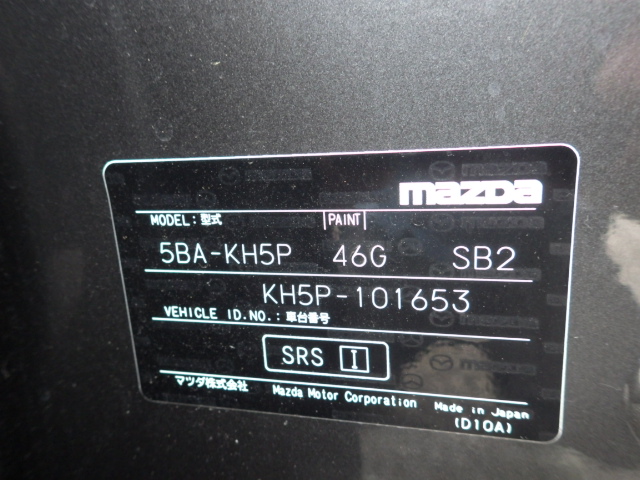 mazda
MODEL:型式 PAINT
5BA-KH5P 46G SB2
KH5P-101653
VEHICLE ID.NO.:車台番号
SRS I
マツダ株式会社 Mazda Motor Corporation Made in Japan
(D10A)